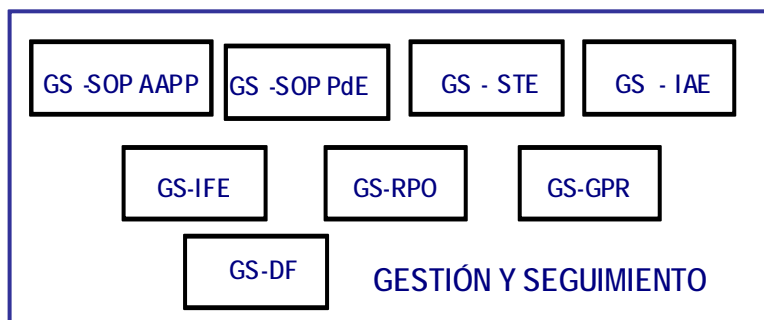 GS -SOP AAPP
GS -SOP PdE
GS - STE
GS - IAE
GS-IFE
GS-RPO
GS-GPR
GS-DF
GESTIÓN Y SEGUIMIENTO